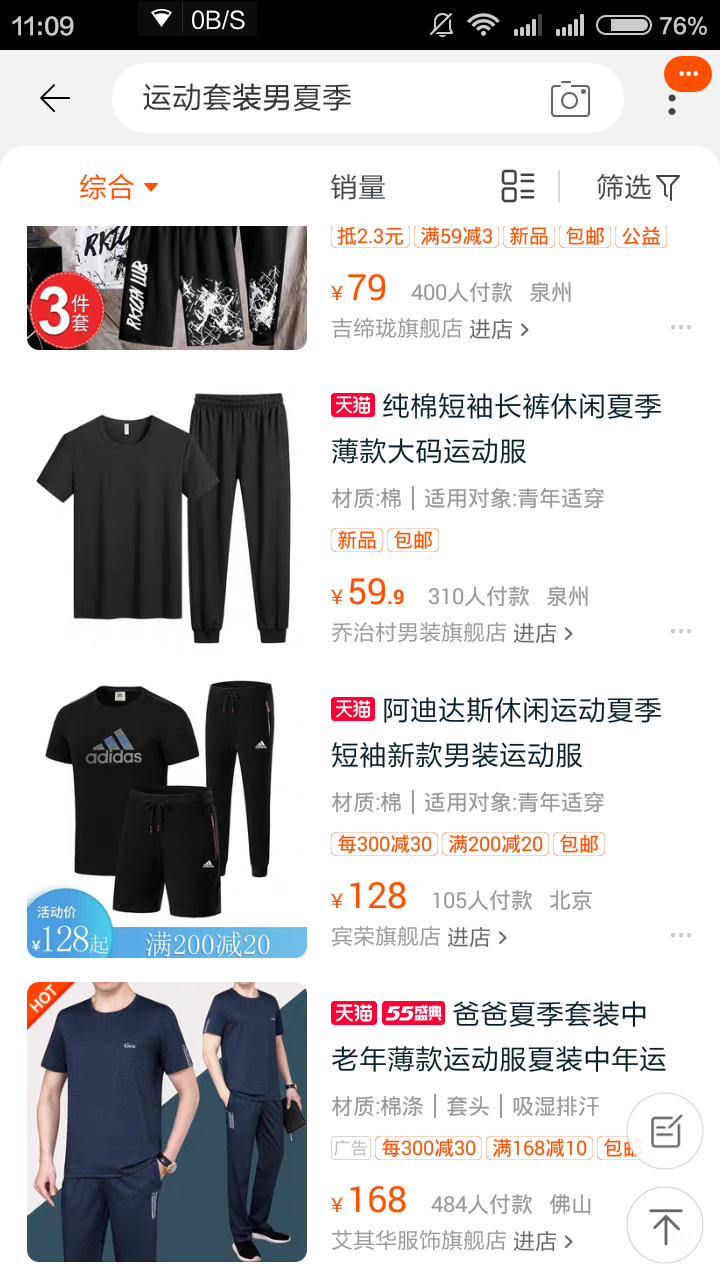 11:09
0B/S
76%
运动套装男夏季
综合
销量
筛选
抵2.3元 满59减3 新品 包邮 公益
3件套
¥79 400人付款 泉州
吉缔珑旗舰店 进店
天猫 纯棉短袖长裤休闲夏季
薄款大码运动服
材质:棉 | 适用对象:青年适穿
新品 包邮
¥59.9 310人付款 泉州
乔治村男装旗舰店 进店
adidas
天猫 阿迪达斯休闲运动夏季
短袖新款男装运动服
材质:棉 | 适用对象:青年适穿
每300减30 满200减20 包邮
活动价
¥128起
满200减20
¥128 105人付款 北京
宾荣旗舰店 进店
HOT
天猫 55盛典 爸爸夏季套装中
老年薄款运动服夏装中年运
材质:棉涤 | 套头 | 吸湿排汗
广告 每300减30 满168减10 包邮
¥168 484人付款 佛山
艾其华服饰旗舰店 进店